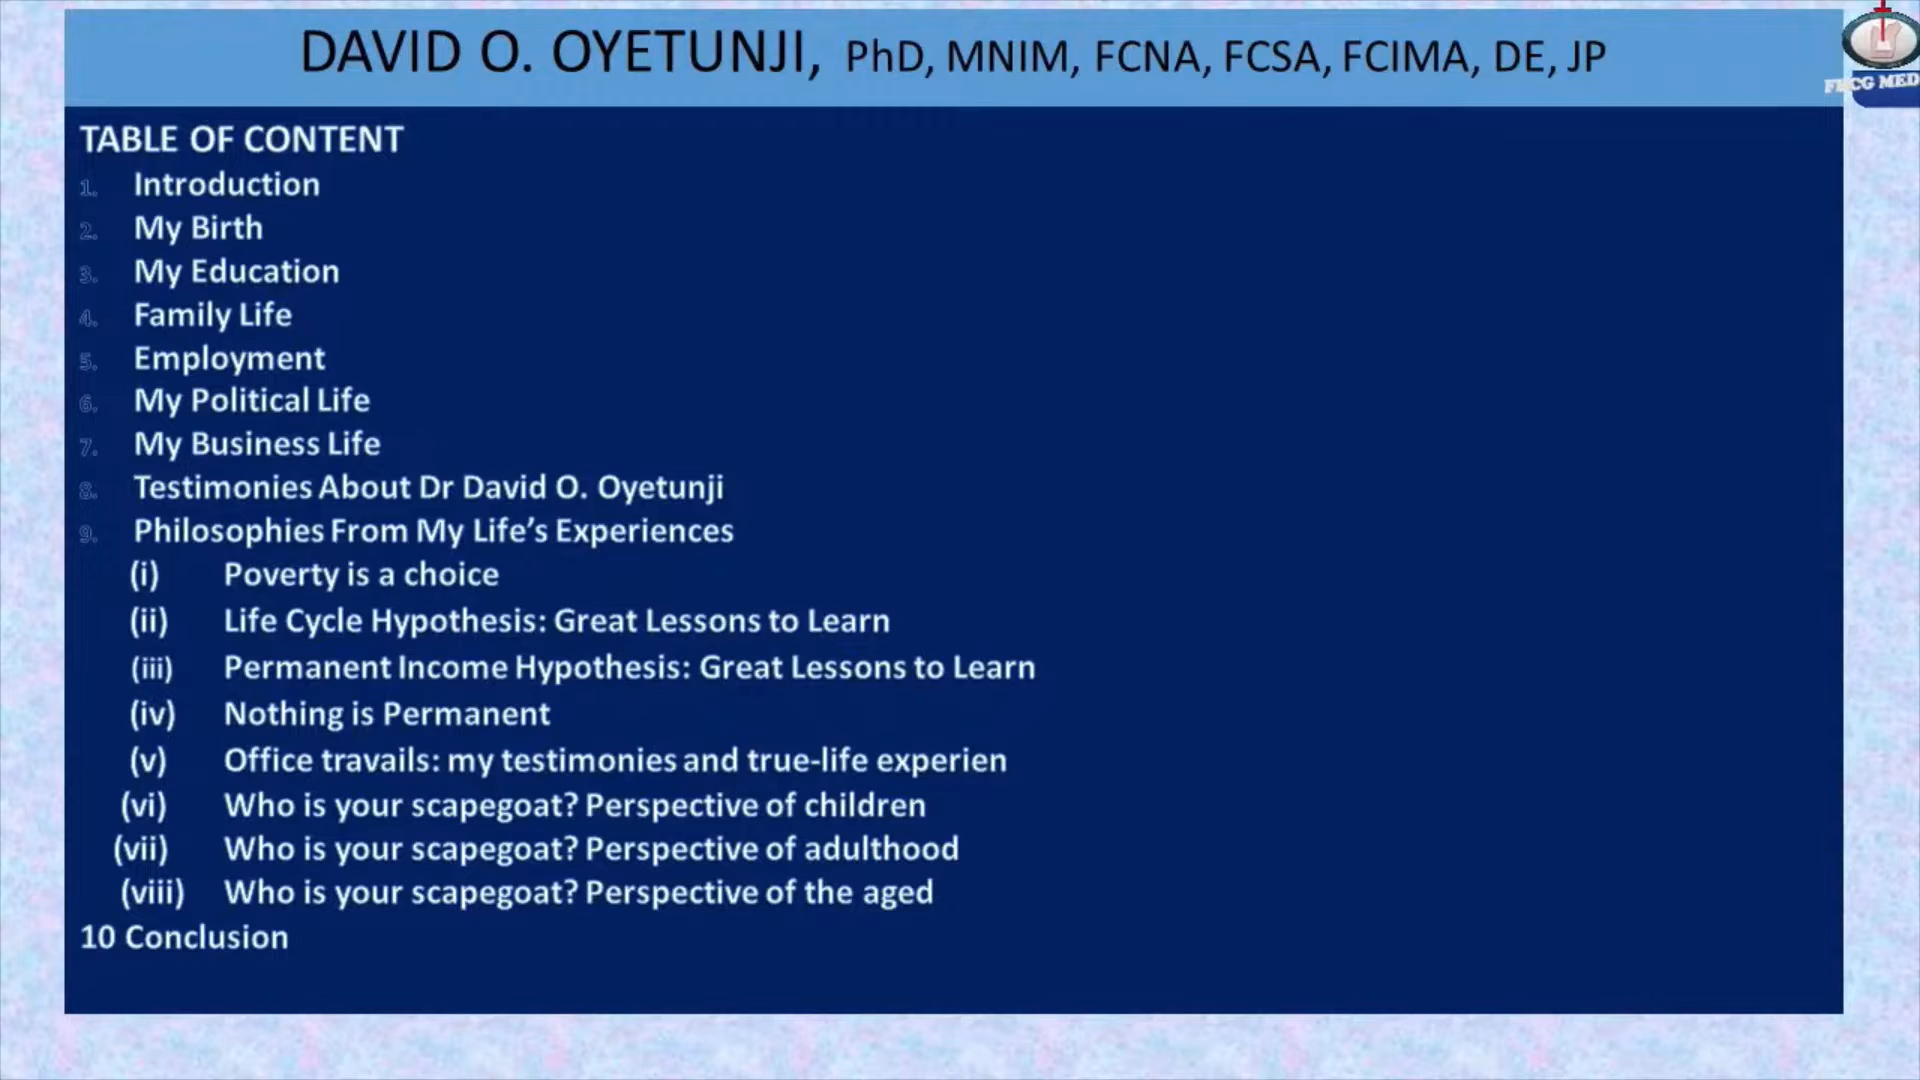 DAVID O. OYETUNJI, PhD, MNIM, FCNA, FCSA, FCIMA, DE, JP
TABLE OF CONTENT
1. Introduction
2. My Birth
3. My Education
4. Family Life
5. Employment
6. My Political Life
7. My Business Life
8. Testimonies About Dr David O. Oyetunji
9. Philosophies From My Life's Experiences
(i) Poverty is a choice
(ii) Life Cycle Hypothesis: Great Lessons to Learn
(iii) Permanent Income Hypothesis: Great Lessons to Learn
(iv) Nothing is Permanent
(v) Office travails: my testimonies and true-life experien
(vi) Who is your scapegoat? Perspective of children
(vii) Who is your scapegoat? Perspective of adulthood
(viii) Who is your scapegoat? Perspective of the aged
10 Conclusion